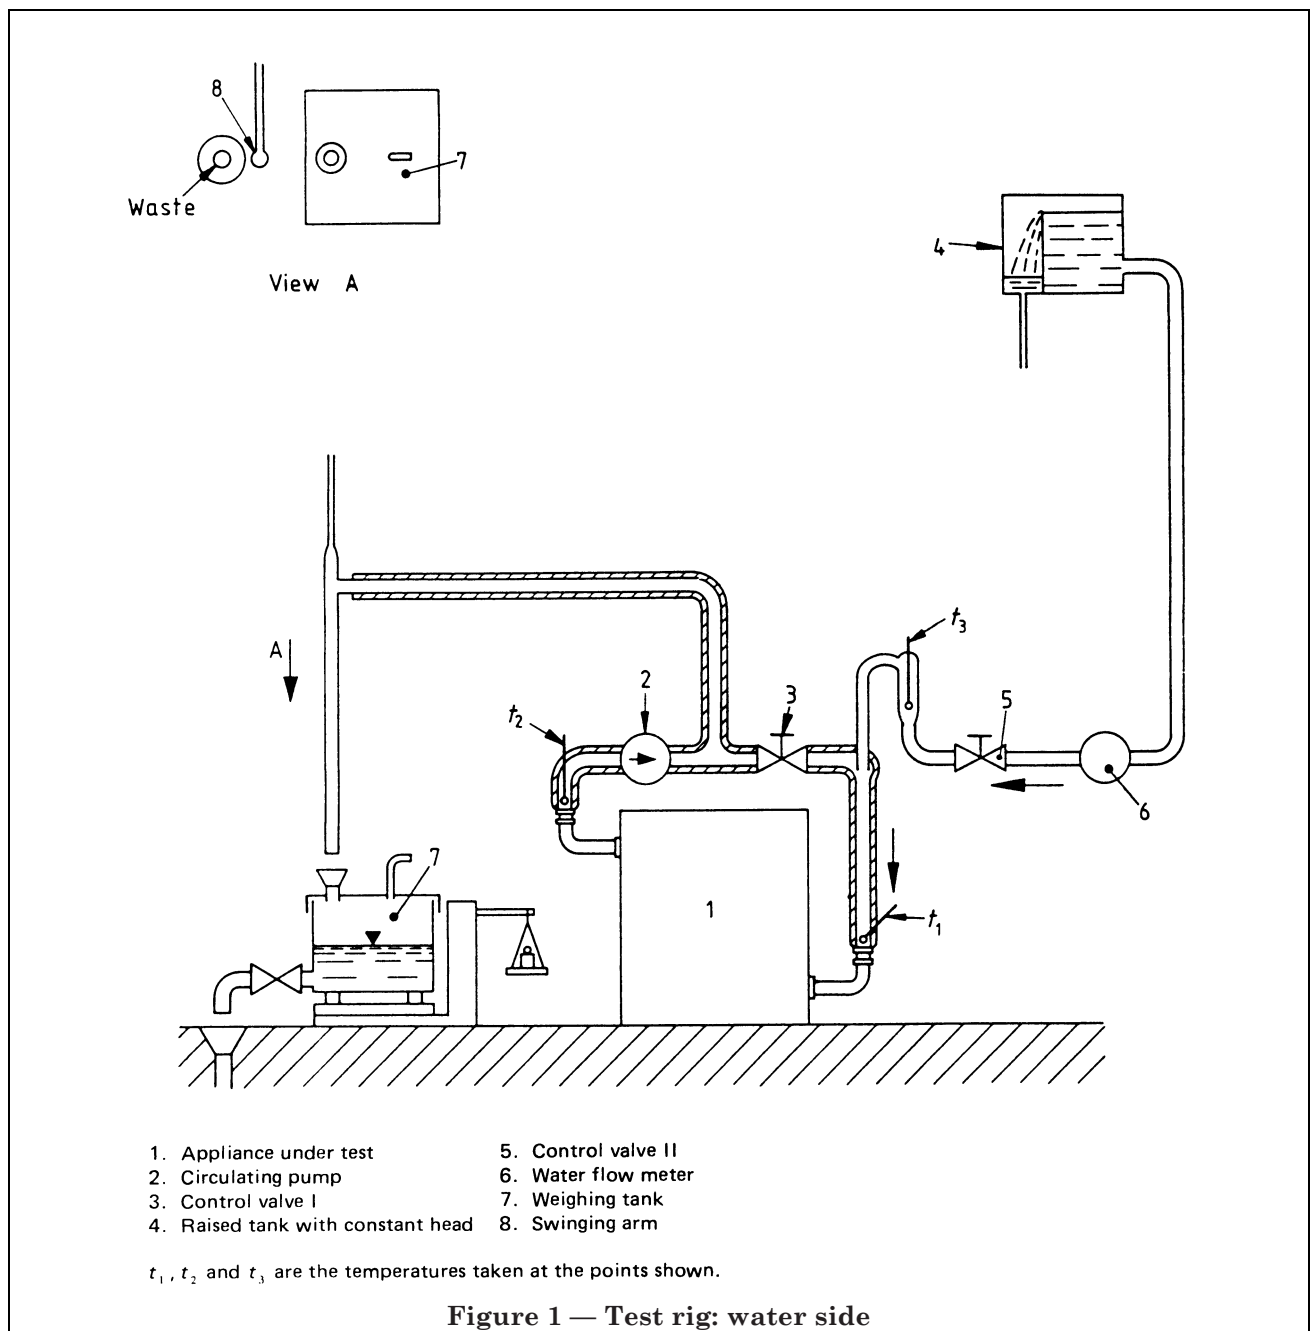 8
7
Waste
View A
4
t₃
A
2
3
5
t₂
6
7
1
t₁
1. Appliance under test
2. Circulating pump
3. Control valve I
4. Raised tank with constant head
5. Control valve II
6. Water flow meter
7. Weighing tank
8. Swinging arm
t₁, t₂ and t₃ are the temperatures taken at the points shown.
Figure 1 — Test rig: water side